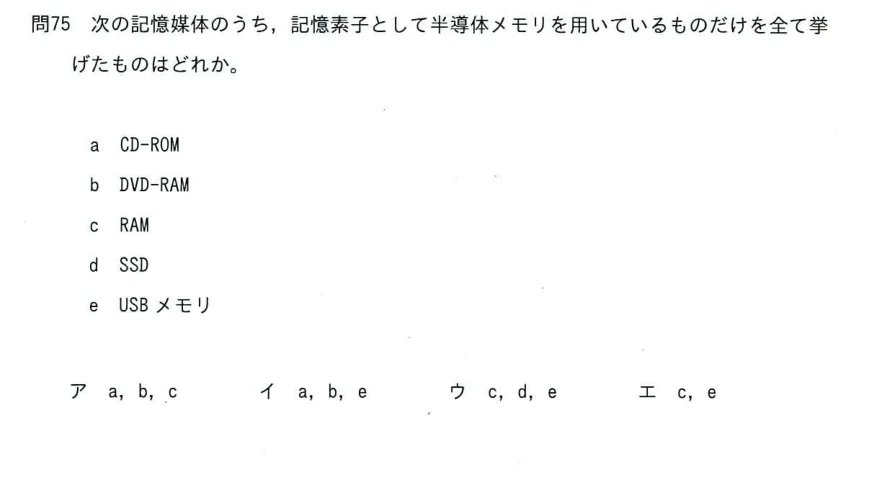 問75 次の記憶媒体のうち，記憶素子として半導体メモリを用いているものだけを全て挙
げたものはどれか。
a CD-ROM
b DVD-RAM
c RAM
d SSD
e USB メモリ
ア a, b, c イ a, b, e ウ c, d, e エ c, e